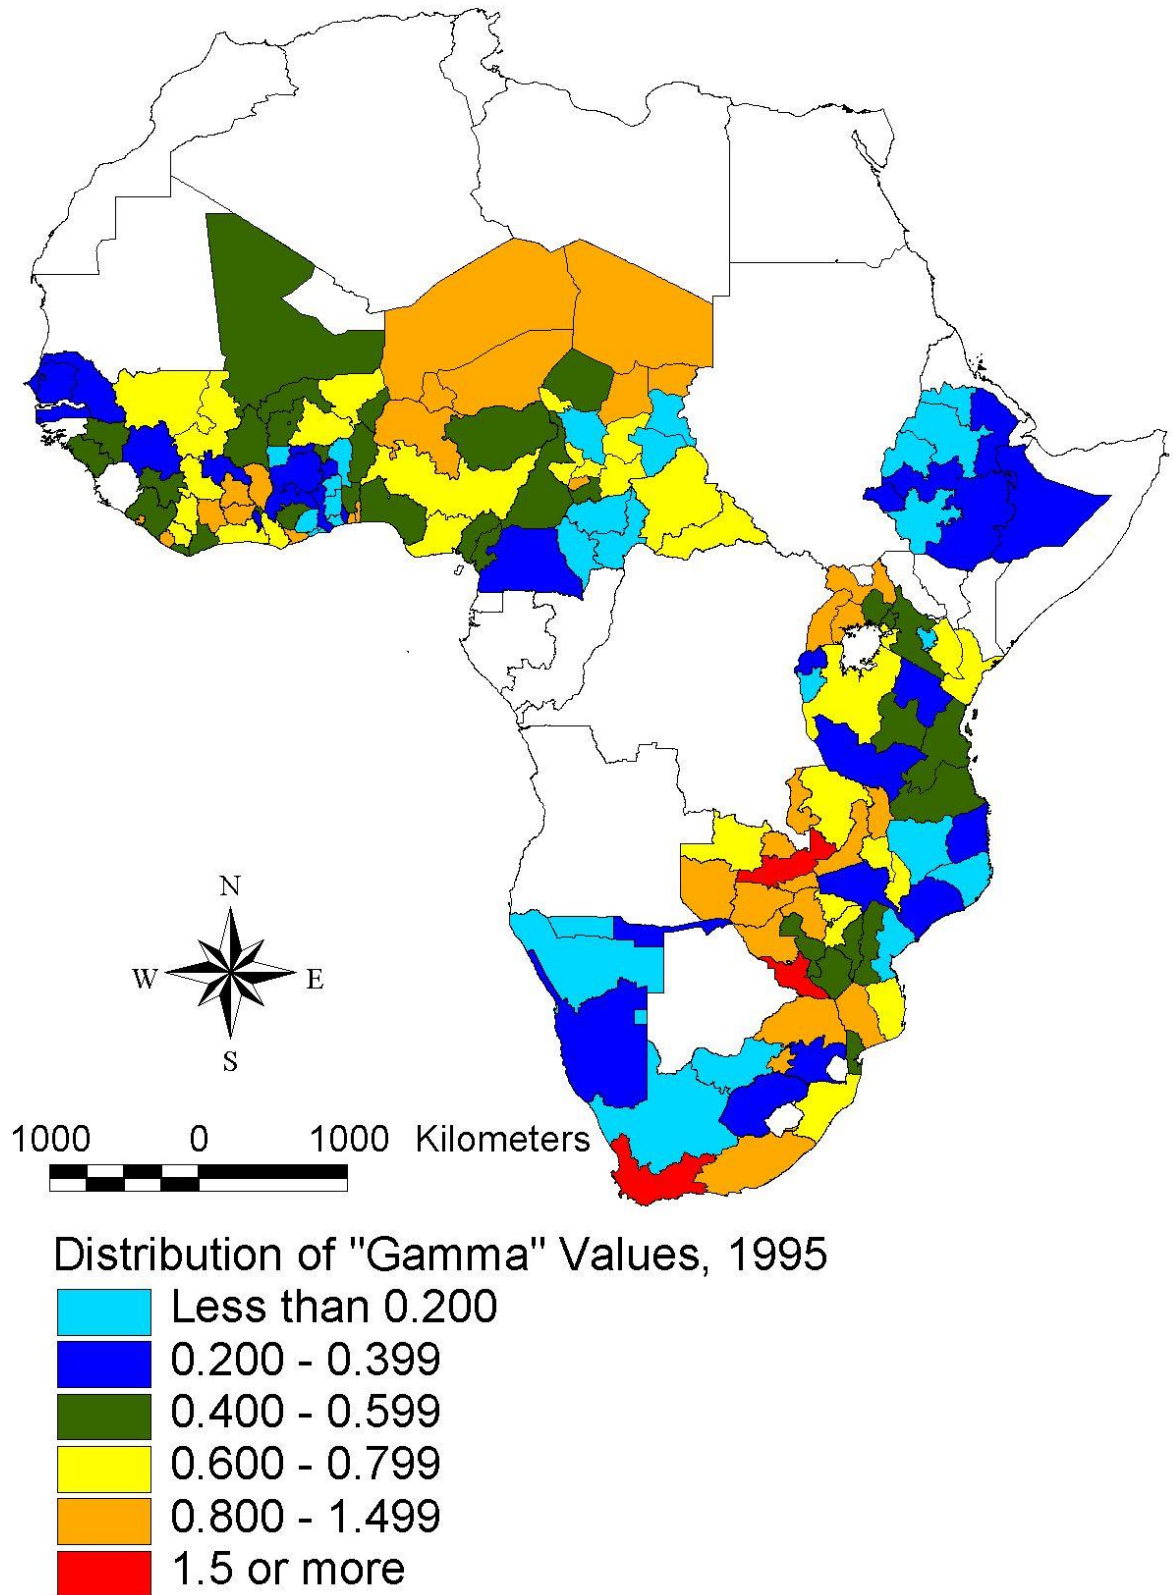 N
W E
S
1000 0 1000 Kilometers
Distribution of "Gamma" Values, 1995
Less than 0.200
0.200 - 0.399
0.400 - 0.599
0.600 - 0.799
0.800 - 1.499
1.5 or more